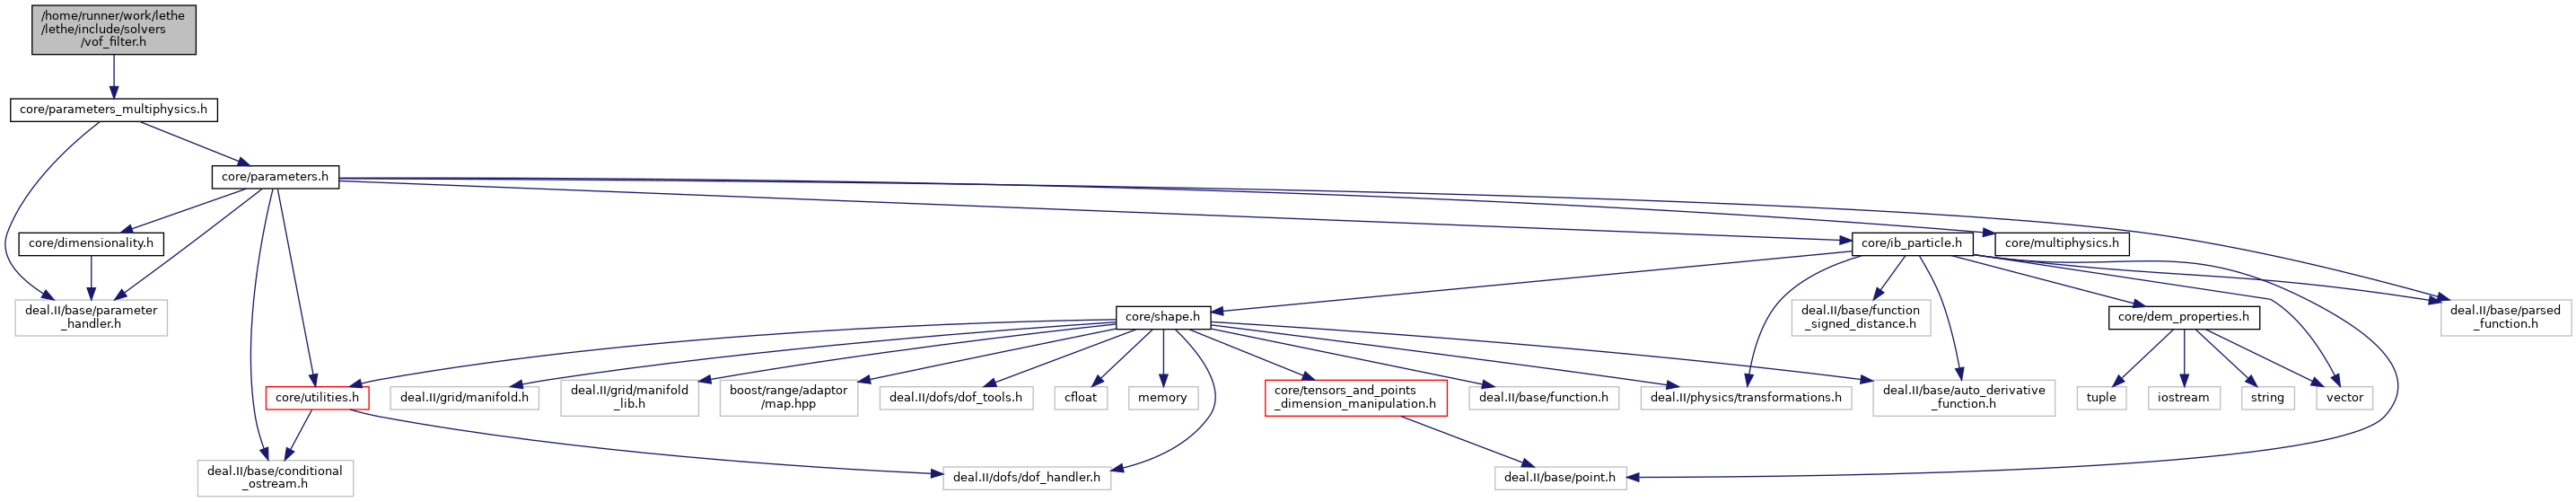 /home/runner/work/lethe
/lethe/include/solvers
/vof_filter.h
core/parameters_multiphysics.h
core/parameters.h
core/dimensionality.h
core/ib_particle.h
core/multiphysics.h
deal.II/base/parameter
_handler.h
core/shape.h
deal.II/base/function
_signed_distance.h
core/dem_properties.h
deal.II/base/parsed
_function.h
core/utilities.h
deal.II/grid/manifold.h
deal.II/grid/manifold
_lib.h
boost/range/adaptor
/map.hpp
deal.II/dofs/dof_tools.h
cfloat
memory
core/tensors_and_points
_dimension_manipulation.h
deal.II/base/function.h
deal.II/physics/transformations.h
deal.II/base/auto_derivative
_function.h
tuple
iostream
string
vector
deal.II/base/conditional
_ostream.h
deal.II/dofs/dof_handler.h
deal.II/base/point.h